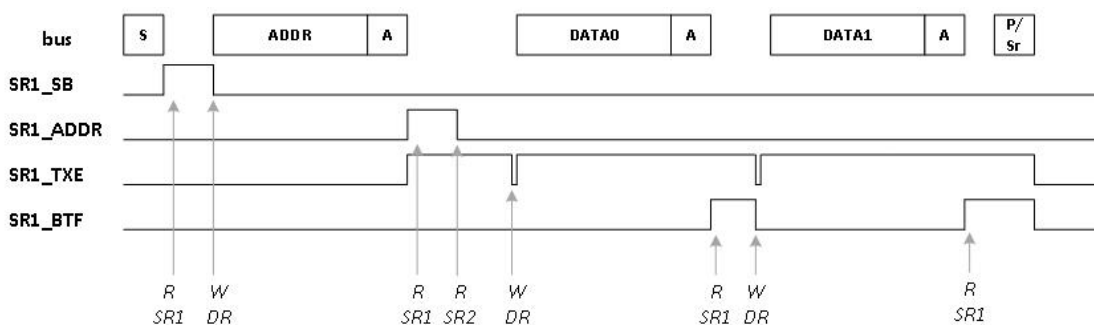 bus S ADDR A DATA0 A DATA1 A P/
Sr
SR1_SB
SR1_ADDR
SR1_TXE
SR1_BTF
R W R R W R W R
SR1 DR SR1 SR2 DR SR1 DR SR1